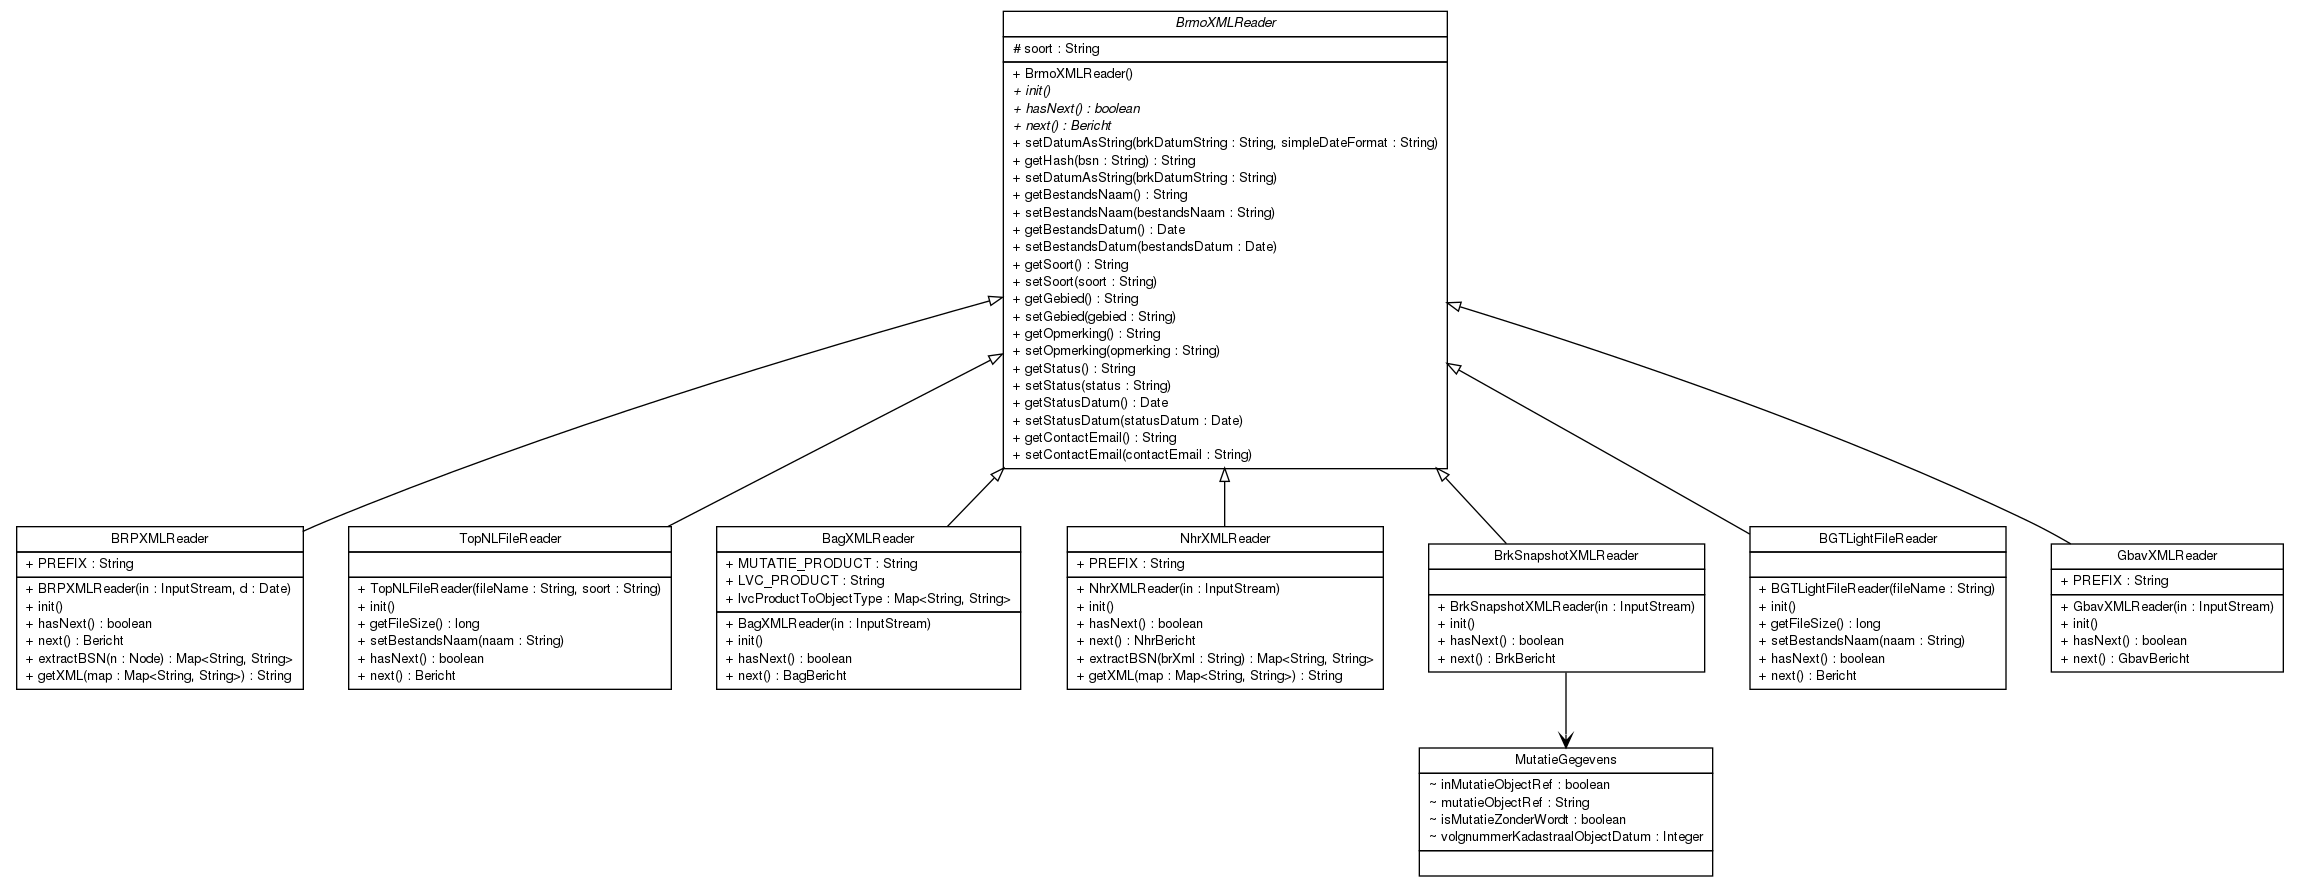 BrmoXMLReader
# soort : String
+ BrmoXMLReader()
+ init()
+ hasNext() : boolean
+ next() : Bericht
+ setDatumAsString(brkDatumString : String, simpleDateFormat : String)
+ getHash(bsn : String) : String
+ setDatumAsString(brkDatumString : String)
+ getBestandsNaam() : String
+ setBestandsNaam(bestandsNaam : String)
+ getBestandsDatum() : Date
+ setBestandsDatum(bestandsDatum : Date)
+ getSoort() : String
+ setSoort(soort : String)
+ getGebied() : String
+ setGebied(gebied : String)
+ getOpmerking() : String
+ setOpmerking(opmerking : String)
+ getStatus() : String
+ setStatus(status : String)
+ getStatusDatum() : Date
+ setStatusDatum(statusDatum : Date)
+ getContactEmail() : String
+ setContactEmail(contactEmail : String)
BRPXMLReader
+ PREFIX : String
+ BRPXMLReader(in : InputStream, d : Date)
+ init()
+ hasNext() : boolean
+ next() : Bericht
+ extractBSN(n : Node) : Map<String, String>
+ getXML(map : Map<String, String>) : String
TopNLFileReader
+ TopNLFileReader(fileName : String, soort : String)
+ init()
+ getFileSize() : long
+ setBestandsNaam(naam : String)
+ hasNext() : boolean
+ next() : Bericht
BagXMLReader
+ MUTATIE_PRODUCT : String
+ LVC_PRODUCT : String
+ lvcProductToObjectType : Map<String, String>
+ BagXMLReader(in : InputStream)
+ init()
+ hasNext() : boolean
+ next() : BagBericht
NhrXMLReader
+ PREFIX : String
+ NhrXMLReader(in : InputStream)
+ init()
+ hasNext() : boolean
+ next() : NhrBericht
+ extractBSN(brXml : String) : Map<String, String>
+ getXML(map : Map<String, String>) : String
BrkSnapshotXMLReader
+ BrkSnapshotXMLReader(in : InputStream)
+ init()
+ hasNext() : boolean
+ next() : BrkBericht
BGTLightFileReader
+ BGTLightFileReader(fileName : String)
+ init()
+ getFileSize() : long
+ setBestandsNaam(naam : String)
+ hasNext() : boolean
+ next() : Bericht
GbavXMLReader
+ PREFIX : String
+ GbavXMLReader(in : InputStream)
+ init()
+ hasNext() : boolean
+ next() : GbavBericht
MutatieGegevens
~ inMutatieObjectRef : boolean
~ mutatieObjectRef : String
~ isMutatieZonderWordt : boolean
~ volgnummerKadastraalObjectDatum : Integer